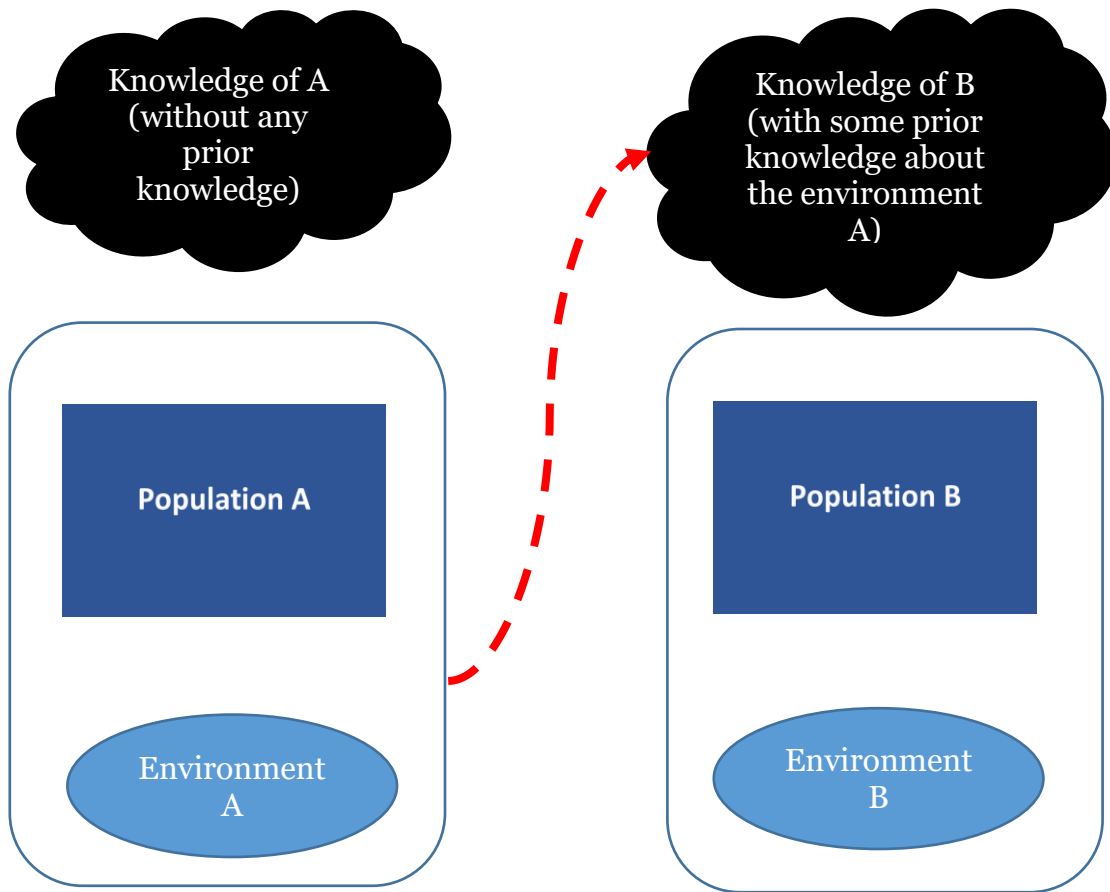 Knowledge of A
(without any
prior
knowledge)
Knowledge of B
(with some prior
knowledge about
the environment
A)
Population A
Population B
Environment
A
Environment
B